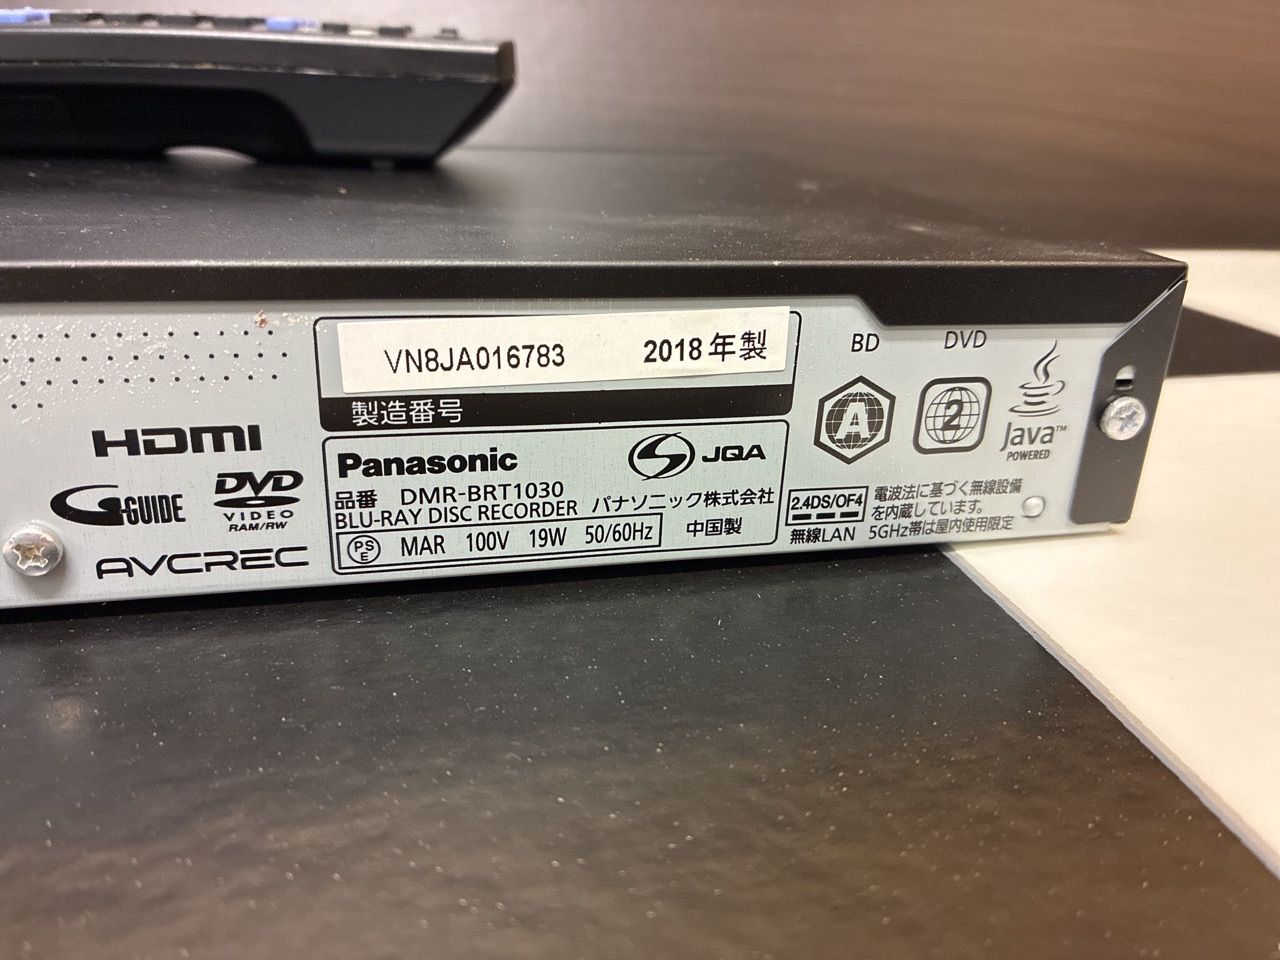 VN8JA016783 2018年製
製造番号
HDMI
G-GUIDE
DVD
VIDEO
RAM/RW
AVCREC
Panasonic
JQA
品番 DMR-BRT1030
BLU-RAY DISC RECORDER
パナソニック株式会社
中国製
PS
E
MAR 100V 19W 50/60Hz
BD
A
DVD
2
Java™
POWERED
2.4DS/OF4
無線LAN
電波法に基づく無線設備
を内蔵しています。
5GHz帯は屋内使用限定